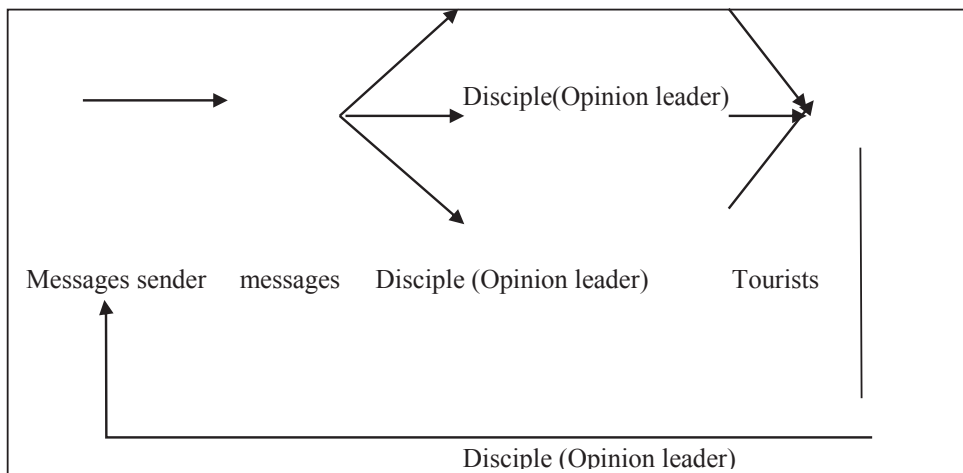 Disciple(Opinion leader)
Messages sender messages Disciple (Opinion leader) Tourists
Disciple (Opinion leader)